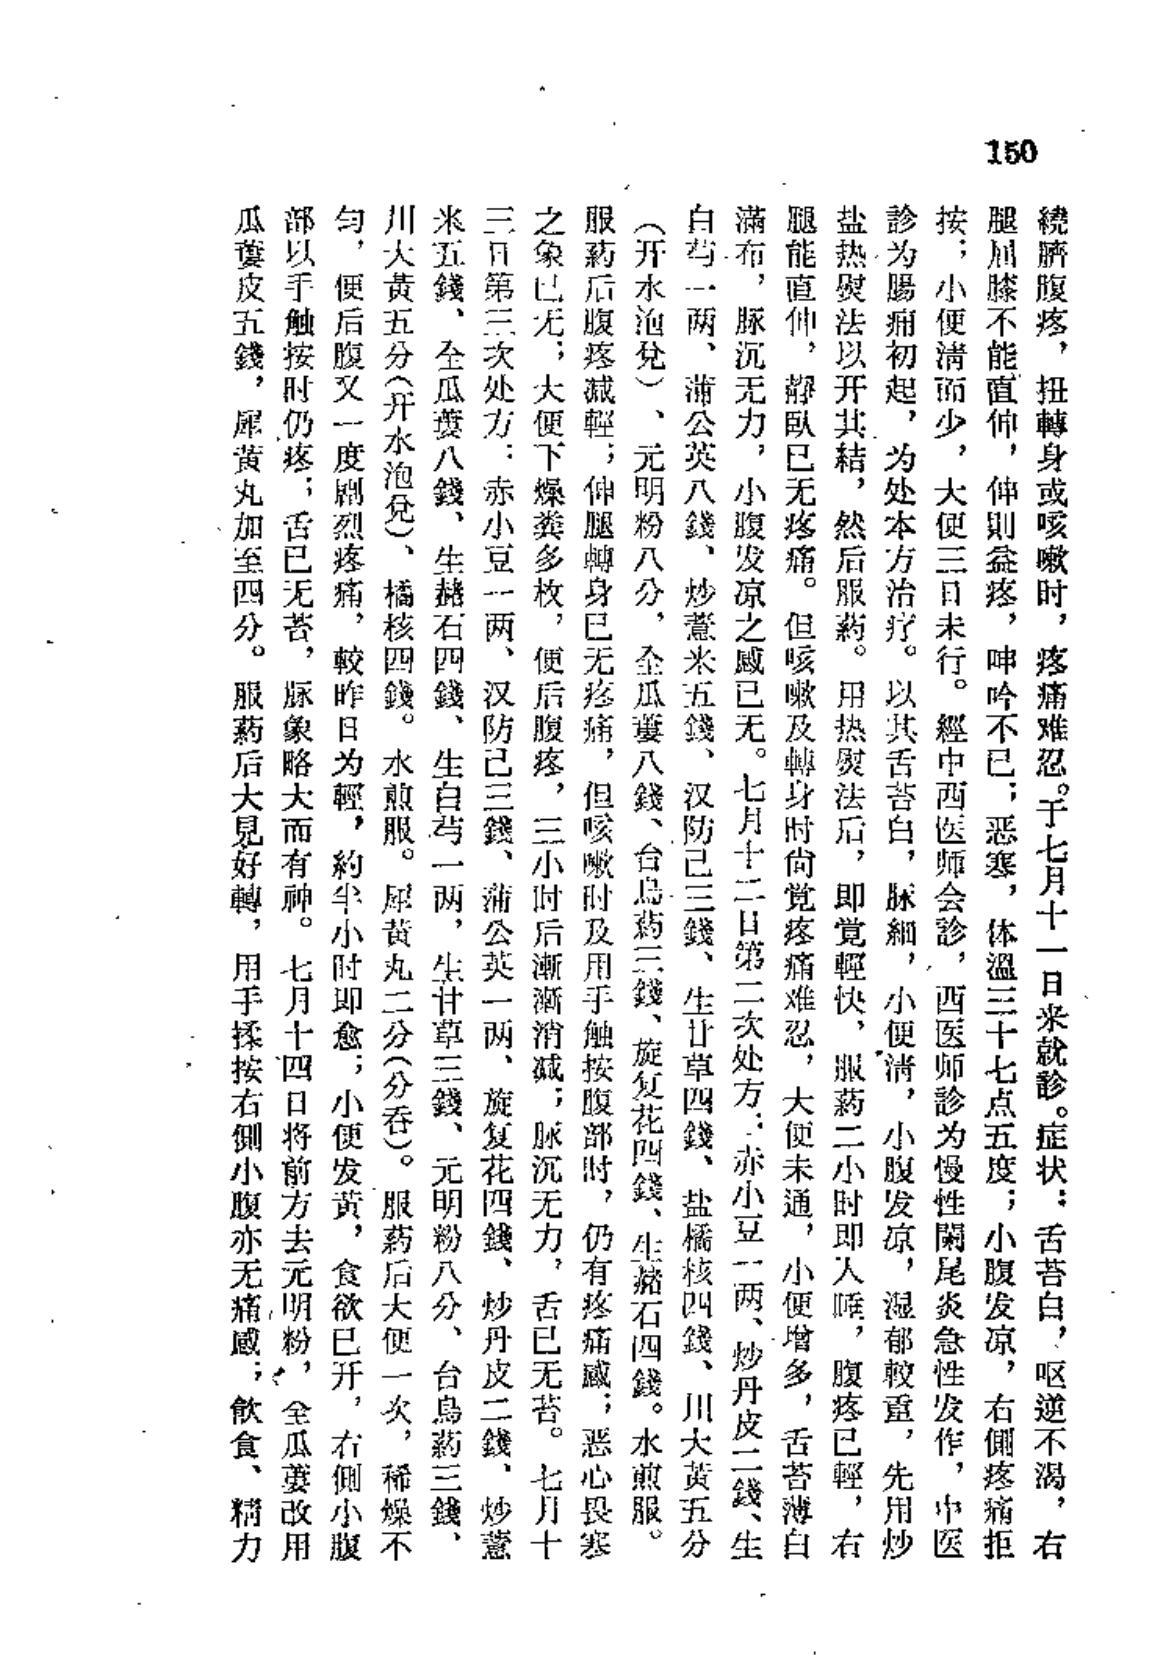 150
繞臍腹疼，扭轉身或咳嗽时，疼痛难忍。于七月十一日来就診。症状：舌苔白，呕逆不渴，右
腿屈膝不能直伸，伸則益疼，呻吟不已；恶寒，体溫三十七点五度；小腹发凉，右側疼痛拒
按；小便淸而少，大便三日未行。經中西医师会診，西医师診为慢性闌尾炎急性发作，中医
診为腸痈初起，为处本方治疗。以其舌苔白，脉細，小便淸，小腹发凉，湿郁較重，先用炒
盐热熨法以开其結，然后服葯。用热熨法后，即覚輕快，服葯二小时即入睡，腹疼已輕，右
腿能直伸，靜臥已无疼痛。但咳嗽及轉身时尙覚疼痛难忍，大便未通，小便增多，舌苔薄白
滿布，脉沉无力，小腹发凉之感已无。七月十二日第二次处方：赤小豆一两、炒丹皮二錢、生
白芍一两、蒲公英八錢、炒薏米五錢、汉防己三錢、生甘草四錢、盐橘核四錢、川大黃五分
（开水泡兌）、元明粉八分，全瓜蔞八錢、台烏葯三錢、旋复花四錢、生赭石四錢。水煎服。
服葯后腹疼减輕；伸腿轉身已无疼痛，但咳嗽时及用手触按腹部时，仍有疼痛感；恶心畏寒
之象已无；大便下燥粪多枚，便后腹疼，三小时后漸漸消减；脉沉无力，舌已无苔。七月十
三日第三次处方：赤小豆一两、汉防己三錢、蒲公英一两、旋复花四錢、炒丹皮二錢、炒薏
米五錢、全瓜蔞八錢、生赭石四錢、生白芍一两，生甘草三錢、元明粉八分、台烏葯三錢、
川大黃五分（开水泡兌）、橘核四錢。水煎服。犀黃丸二分（分吞）。服葯后大便一次，稀燥不
匀，便后腹又一度剧烈疼痛，較昨日为輕，約半小时即愈；小便发黃，食欲已开，右側小腹
部以手触按时仍疼；舌已无苔，脉象略大而有神。七月十四日将前方去元明粉，全瓜蔞改用
瓜蔞皮五錢，犀黃丸加至四分。服葯后大見好轉，用手揉按右側小腹亦无痛感；飲食、精力